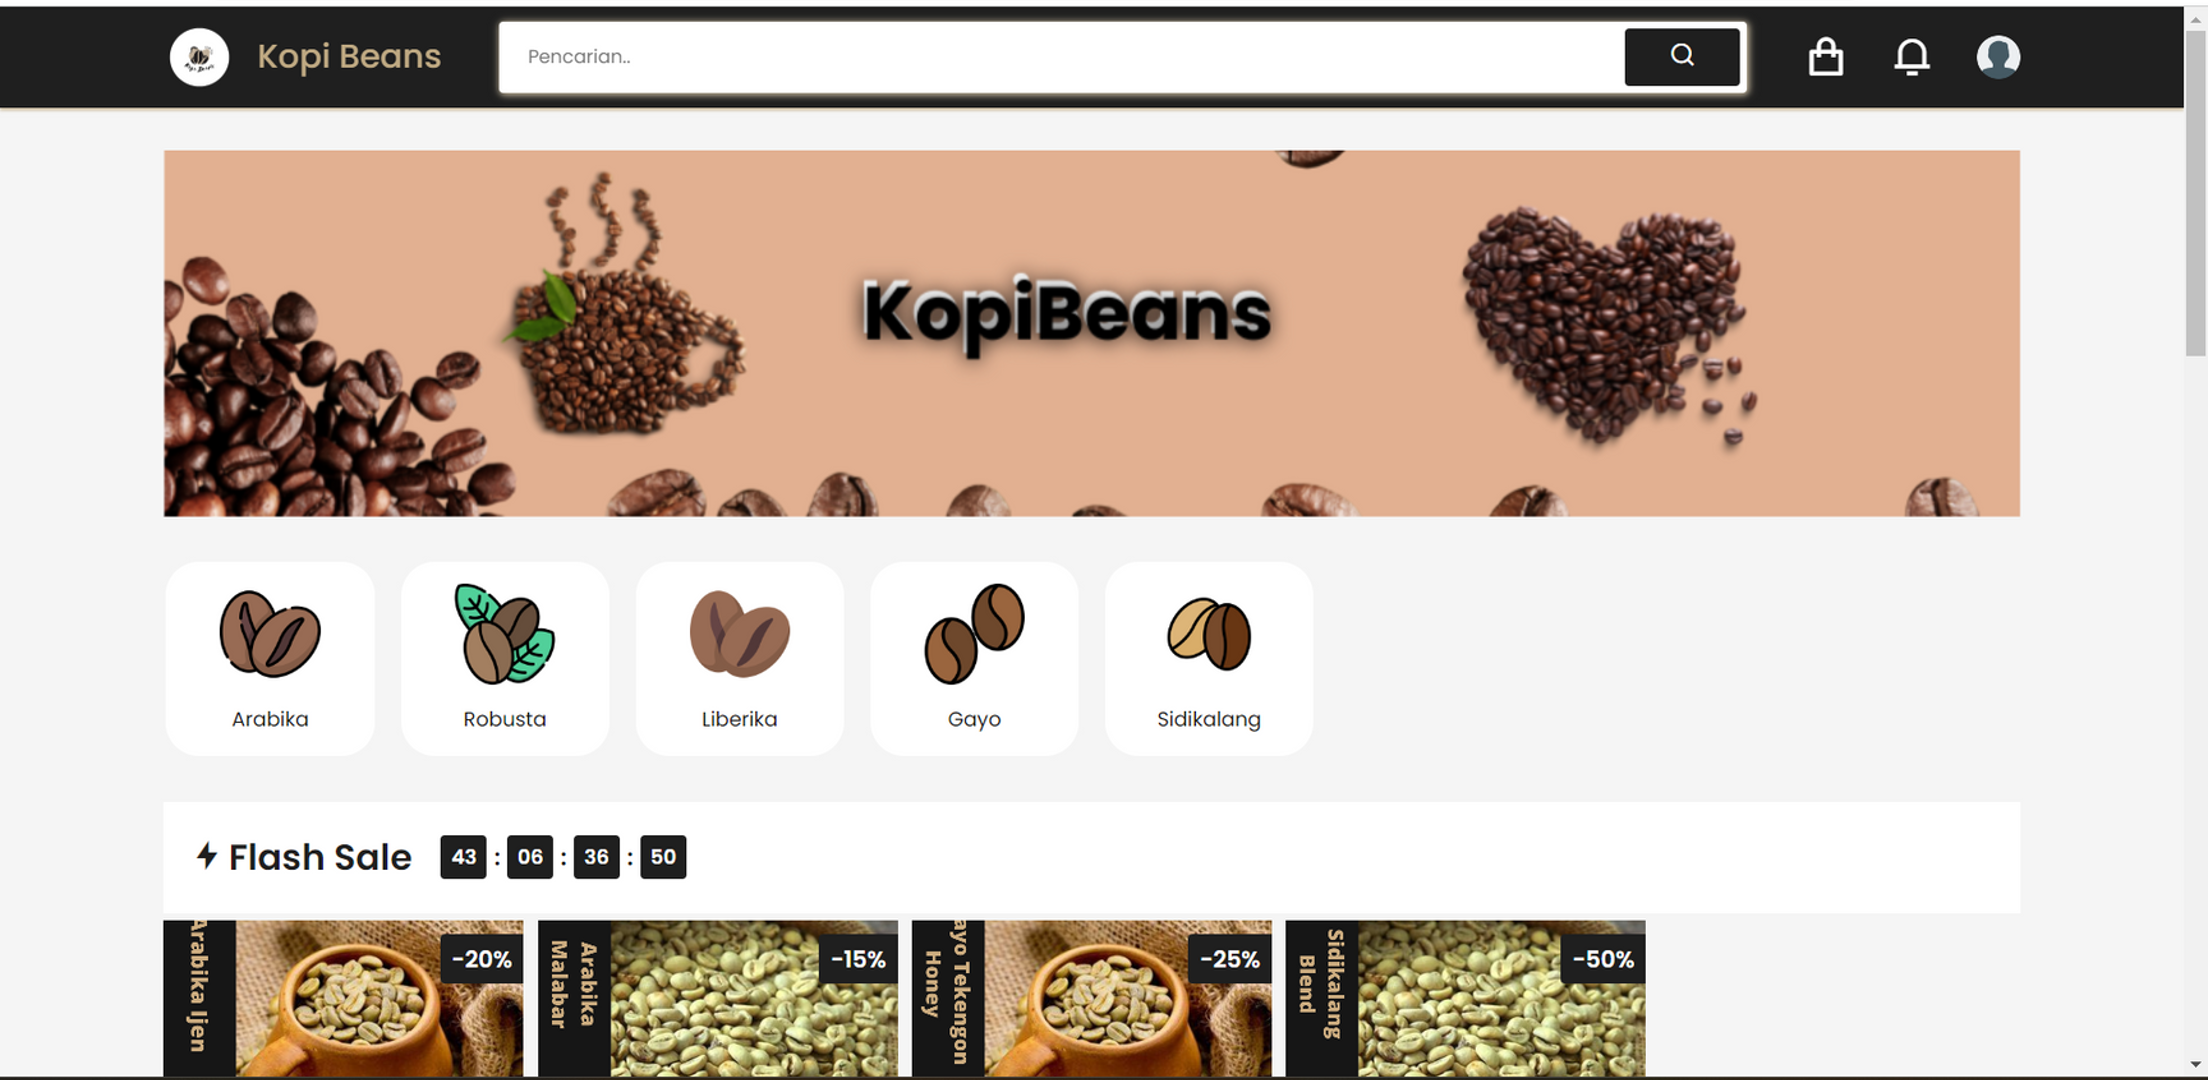 Kopi Beans
Pencarian..
KopiBeans
Arabika
Robusta
Liberika
Gayo
Sidikalang
Flash Sale 43 : 06 : 36 : 50
Arabika Ijen
-20%
Arabika
Malabar
-15%
ayo Tekengon
Honey
-25%
Sidikalang
Blend
-50%